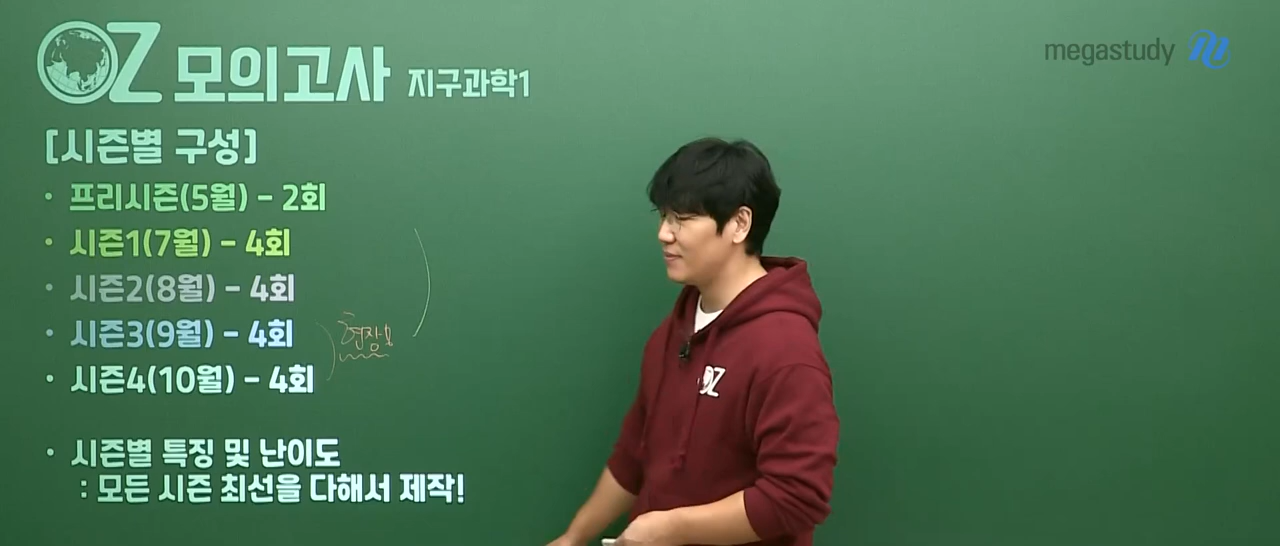 OZ 모의고사 지구과학1
megastudy
[시즌별 구성]
• 프리시즌(5월) - 2회
• 시즌1(7월) - 4회
• 시즌2(8월) - 4회
• 시즌3(9월) - 4회
현장
• 시즌4(10월) - 4회
• 시즌별 특징 및 난이도
: 모든 시즌 최선을 다해서 제작!
OZ